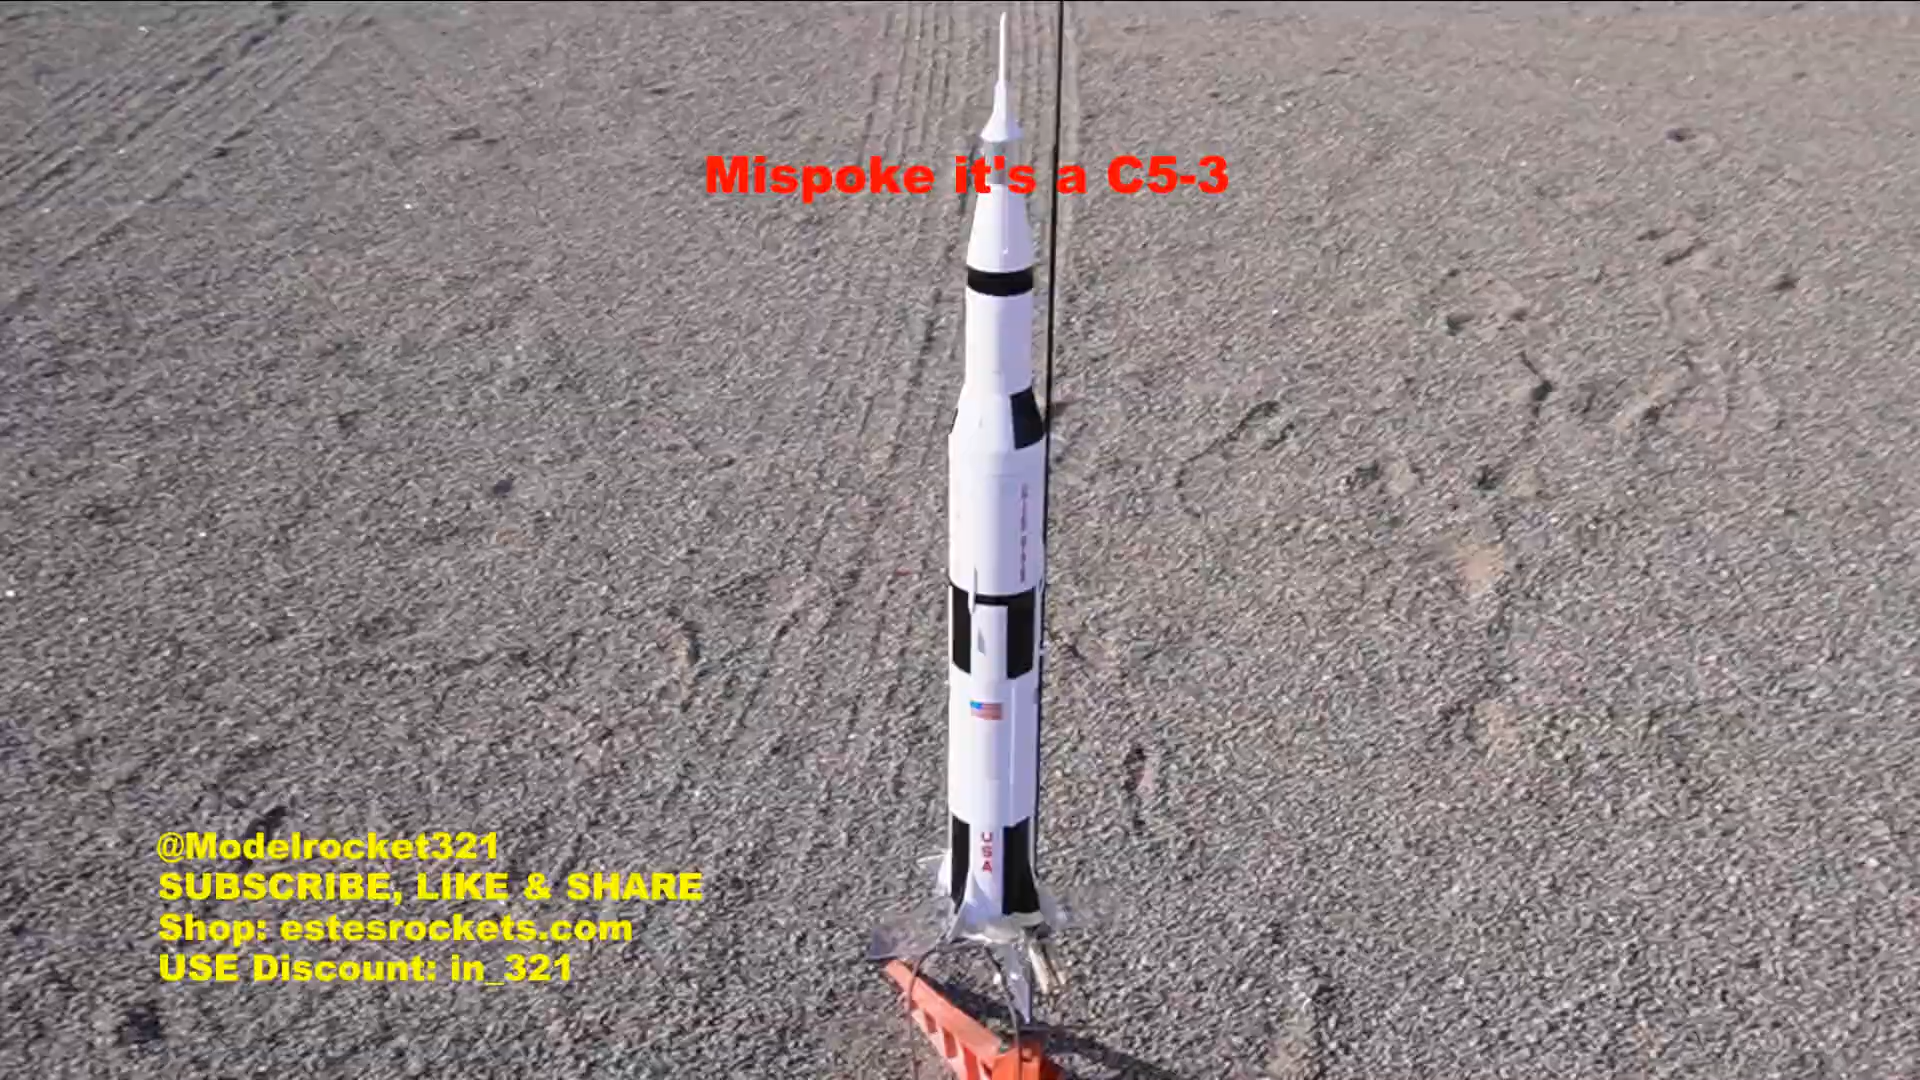 Mispoke it's a C5-3
USA
@Modelrocket321
SUBSCRIBE, LIKE & SHARE
Shop: estesrockets.com
USE Discount: in_321